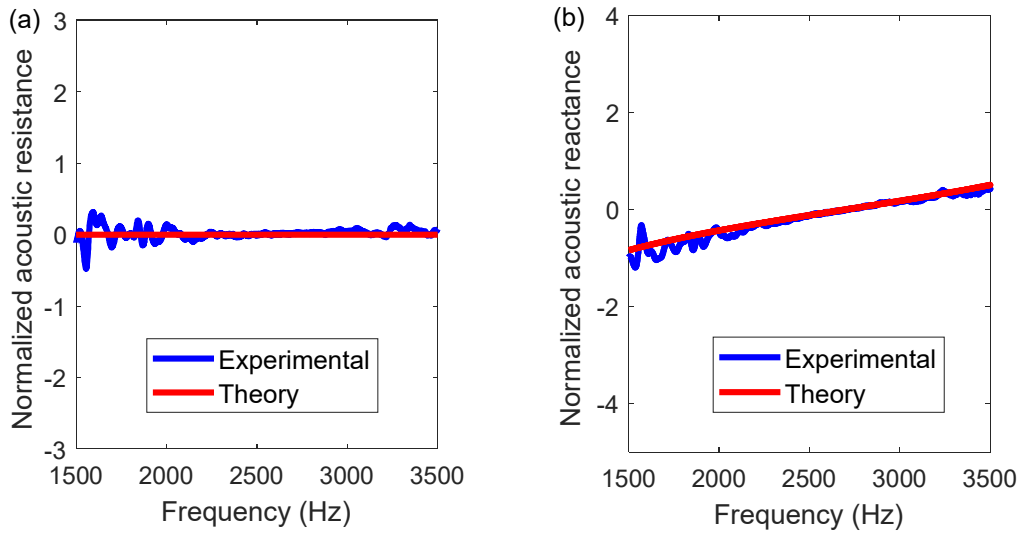 (a)
Normalized acoustic resistance
3
2
1
0
-1
-2
-3
Experimental
Theory
1500 2000 2500 3000 3500
Frequency (Hz)
(b)
Normalized acoustic reactance
4
2
0
-2
-4
Experimental
Theory
1500 2000 2500 3000 3500
Frequency (Hz)